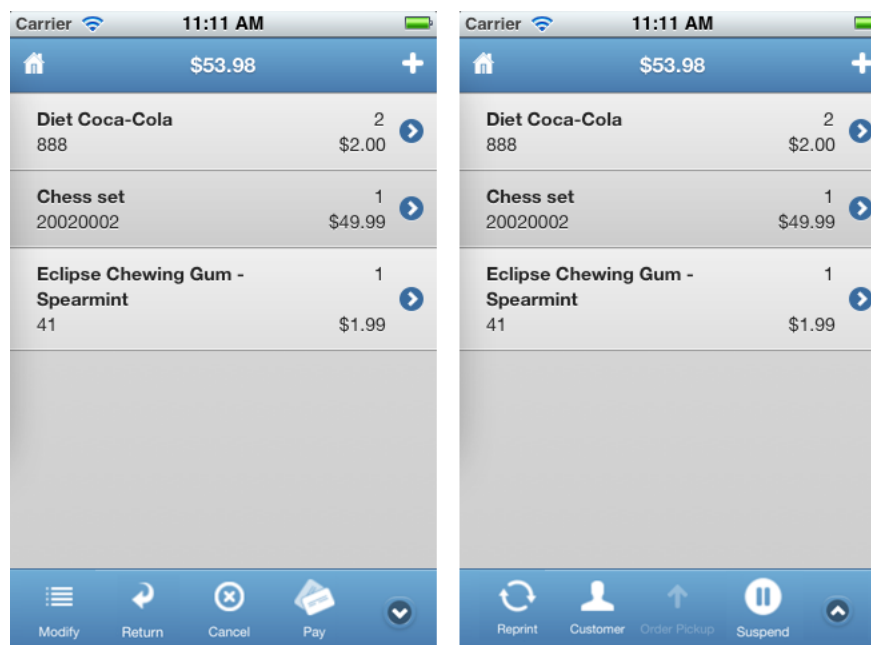 Carrier 11:11 AM
$53.98
Diet Coca-Cola 2
888 $2.00
Chess set 1
20020002 $49.99
Eclipse Chewing Gum - 1
Spearmint
41 $1.99
Modify Return Cancel Pay
Carrier 11:11 AM
$53.98
Diet Coca-Cola 2
888 $2.00
Chess set 1
20020002 $49.99
Eclipse Chewing Gum - 1
Spearmint
41 $1.99
Reprint Customer Order Pickup Suspend